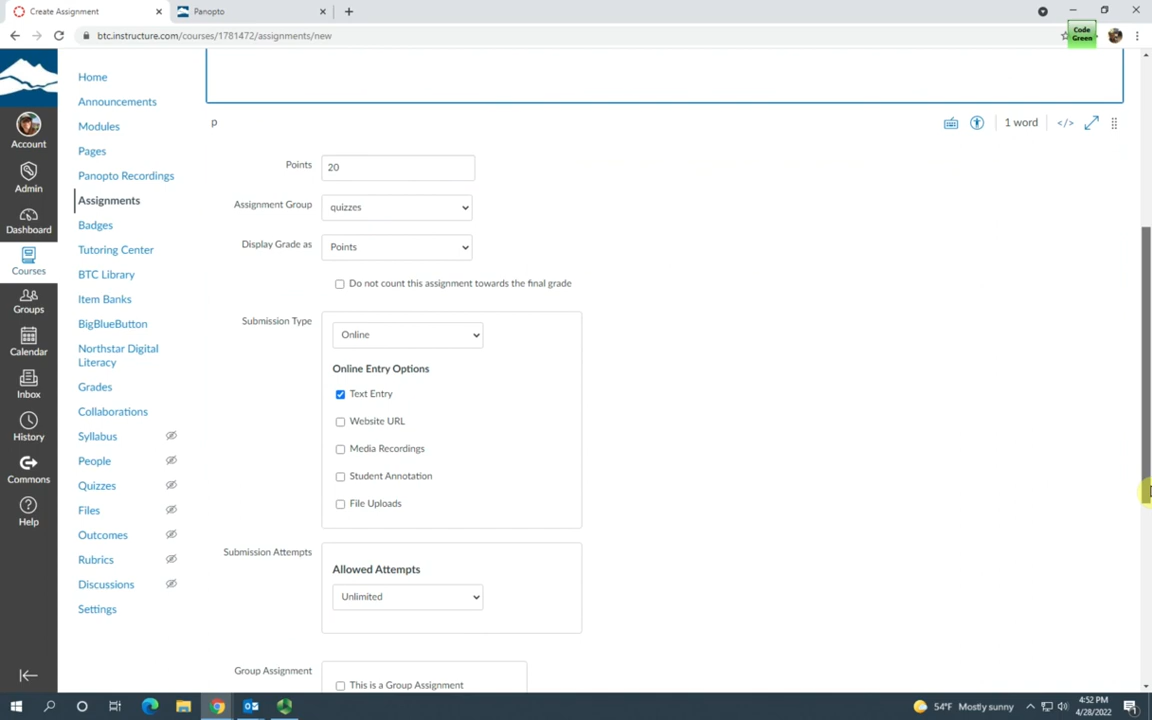 Create Assignment
Panopto
btc.instructure.com/courses/1781472/assignments/new
Code
Green
Account
Admin
Dashboard
Courses
Groups
Calendar
Inbox
History
Commons
Help
Home
Announcements
Modules
Pages
Panopto Recordings
Assignments
Badges
Tutoring Center
BTC Library
Item Banks
BigBlueButton
Northstar Digital
Literacy
Grades
Collaborations
Syllabus
People
Quizzes
Files
Outcomes
Rubrics
Discussions
Settings
p
1 word
</>
Points
20
Assignment Group
quizzes
Display Grade as
Points
Do not count this assignment towards the final grade
Submission Type
Online
Online Entry Options
Text Entry
Website URL
Media Recordings
Student Annotation
File Uploads
Submission Attempts
Allowed Attempts
Unlimited
Group Assignment
This is a Group Assignment
54°F Mostly sunny
4:52 PM
4/28/2022